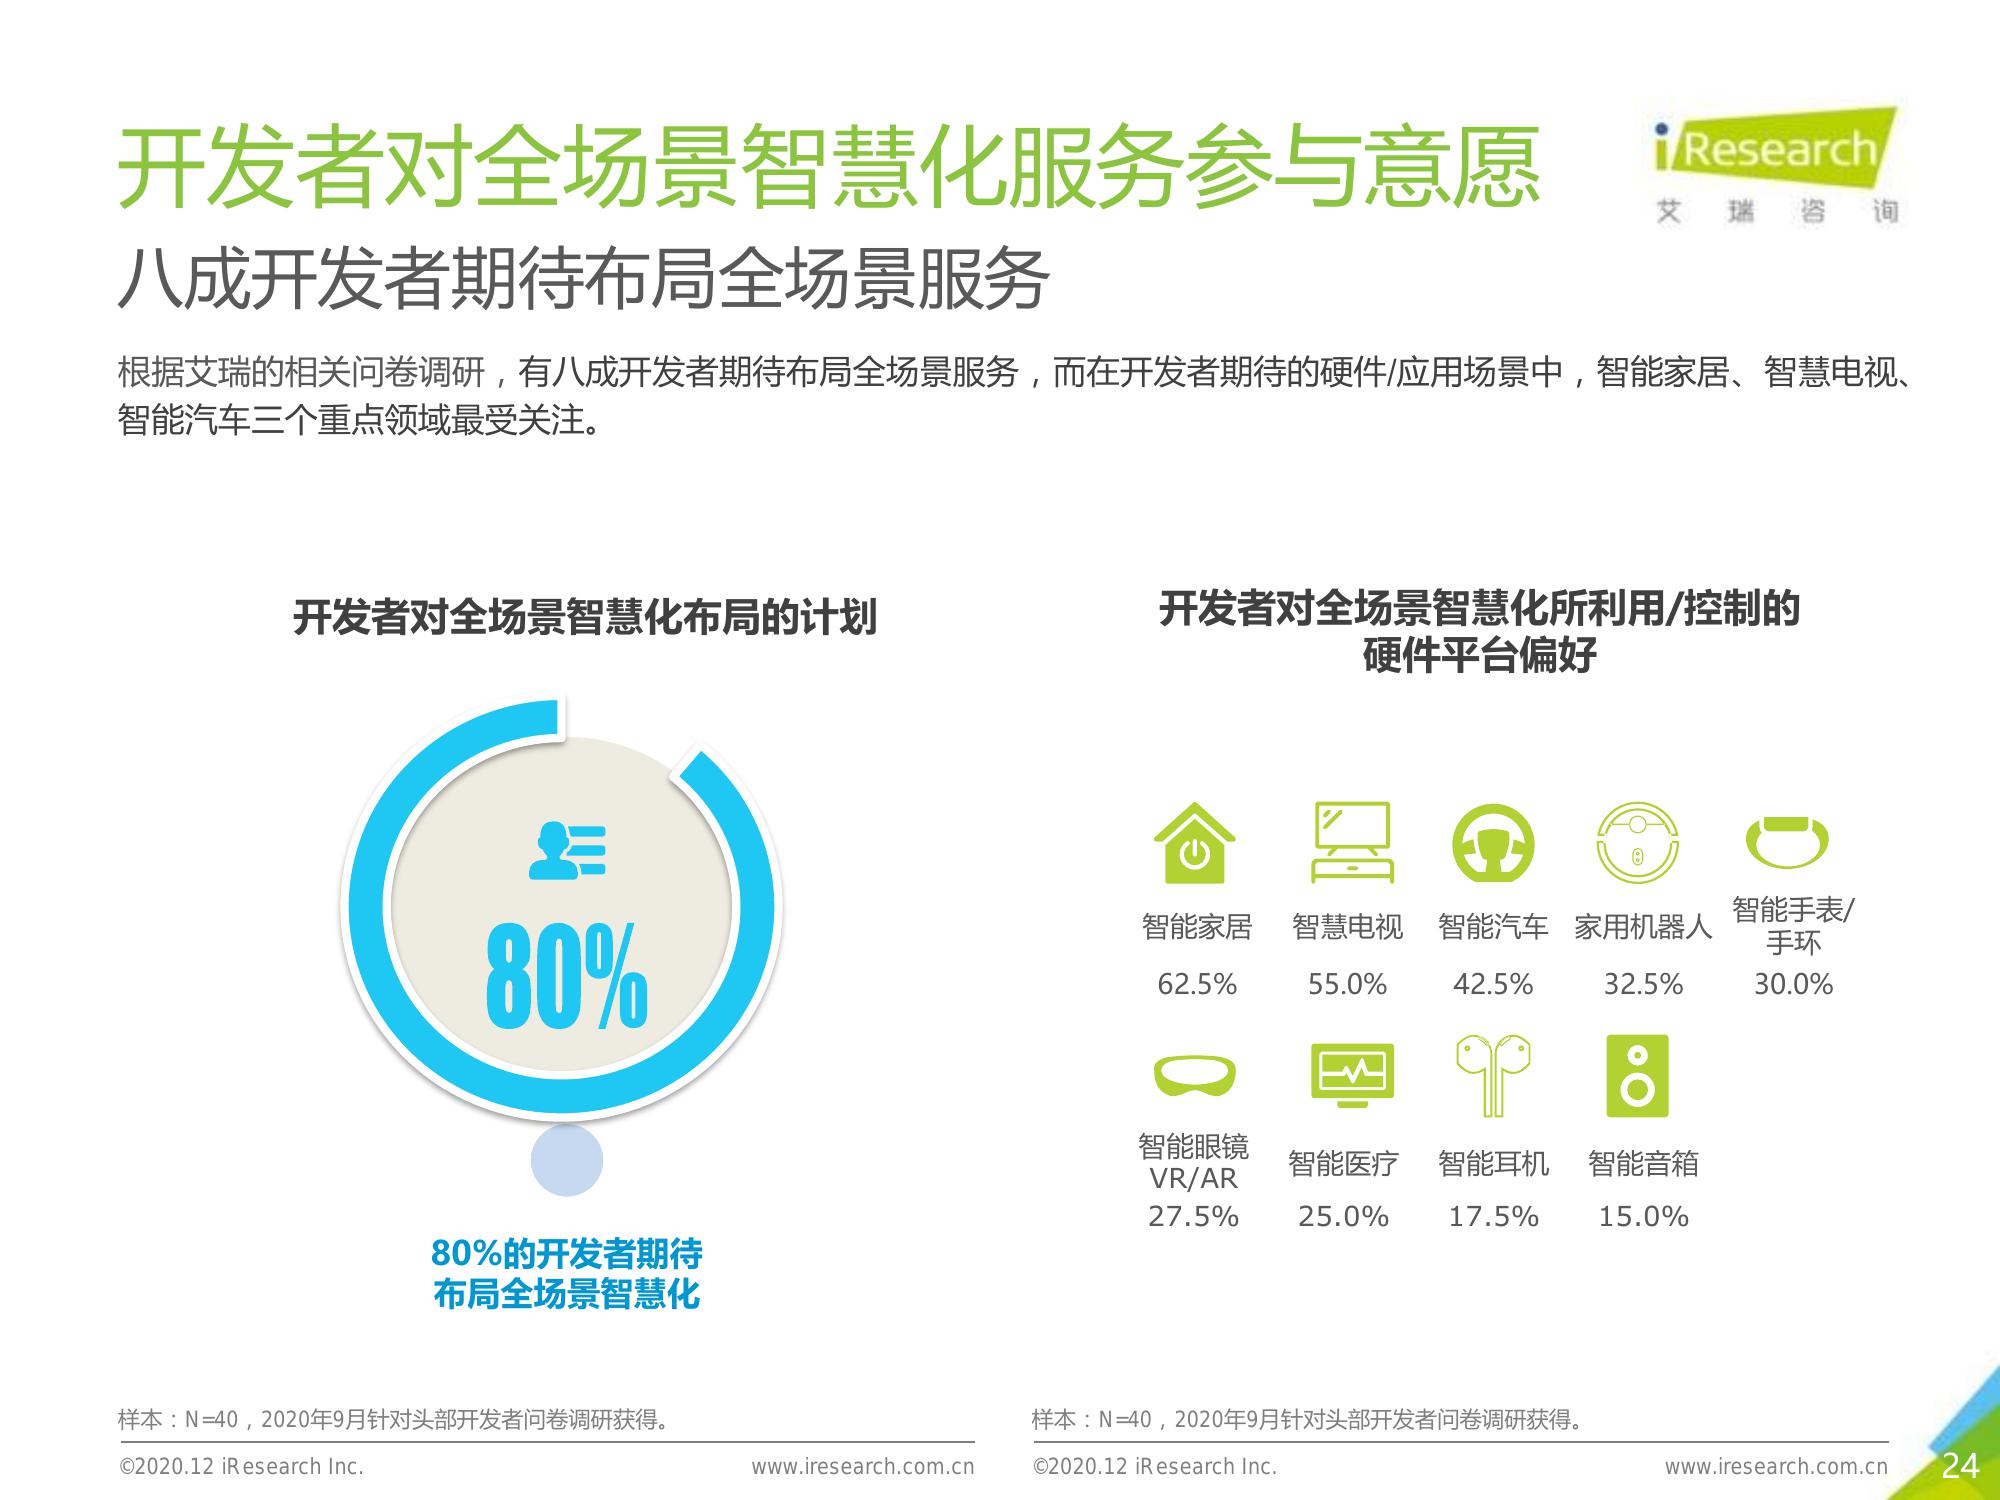 开发者对全场景智慧化服务参与意愿
iResearch
艾瑞咨询
八成开发者期待布局全场景服务
根据艾瑞的相关问卷调研，有八成开发者期待布局全场景服务，而在开发者期待的硬件/应用场景中，智能家居、智慧电视、
智能汽车三个重点领域最受关注。
开发者对全场景智慧化布局的计划
80%
80%的开发者期待
布局全场景智慧化
开发者对全场景智慧化所利用/控制的
硬件平台偏好
智能家居 智慧电视 智能汽车 家用机器人 智能手表/
手环
62.5% 55.0% 42.5% 32.5% 30.0%
智能眼镜
VR/AR 智能医疗 智能耳机 智能音箱
27.5% 25.0% 17.5% 15.0%
样本：N=40，2020年9月针对头部开发者问卷调研获得。
样本：N=40，2020年9月针对头部开发者问卷调研获得。
©2020.12 iResearch Inc. www.iresearch.com.cn
©2020.12 iResearch Inc. www.iresearch.com.cn
24